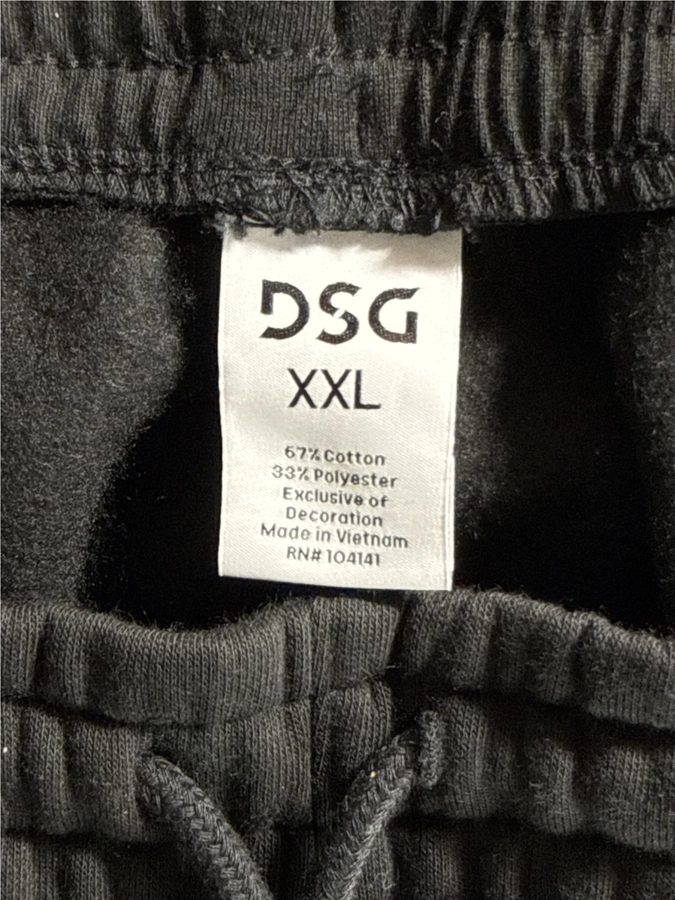 DSG
XXL
67% Cotton
33% Polyester
Exclusive of
Decoration
Made in Vietnam
RN# 104141